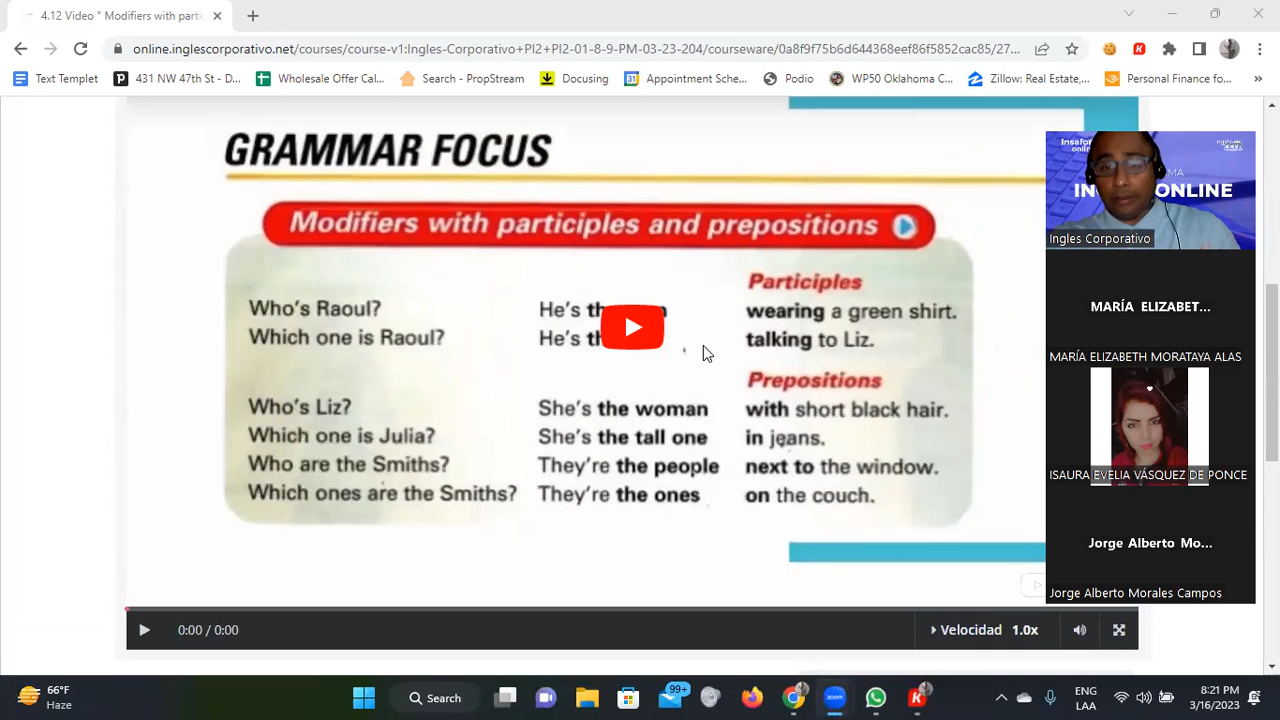 4.12 Video " Modifiers with parti
online.inglescorporativo.net/courses/course-v1:Ingles-Corporativo+PI2+PI2-01-8-9-PM-03-23-204/courseware/0a8f9f75b6d644368eef86f5852cac85/27...
Text Templet
431 NW 47th St - D...
Wholesale Offer Cal...
Search - PropStream
Docusing
Appointment Sche...
Podio
WP50 Oklahoma C...
Zillow: Real Estate,...
Personal Finance fo...
»
GRAMMAR FOCUS
Modifiers with participles and prepositions
Participles
Who's Raoul? He's wearing a green shirt.
Which one is Raoul? He's talking to Liz.
Prepositions
Who's Liz? She's the woman with short black hair.
Which one is Julia? She's the tall one in jeans.
Who are the Smiths? They're the people next to the window.
Which ones are the Smiths? They're the ones on the couch.
0:00 / 0:00
Velocidad 1.0x
ONLINE
Ingles Corporativo
MARÍA ELIZABET...
MARÍA ELIZABETH MORATAYA ALAS
ISAURA EVELIA VÁSQUEZ DE PONCE
Jorge Alberto Mo...
Jorge Alberto Morales Campos
66°F
Haze
Search
99+
ENG
LAA
8:21 PM
3/16/2023